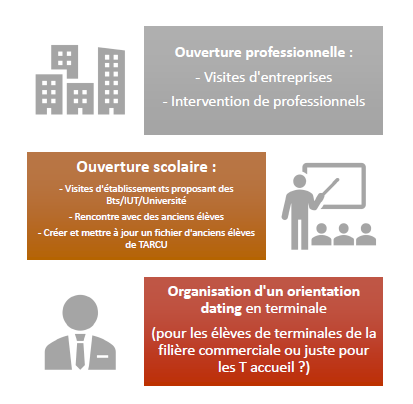 Ouverture professionnelle :
- Visites d'entreprises
- Intervention de professionnels
Ouverture scolaire :
- Visites d'établissements proposant des
Bts/IUT/Université
- Rencontre avec des anciens élèves
- Créer et mettre à jour un fichier d'anciens élèves
de TARCU
Organisation d'un orientation
dating en terminale
(pour les élèves de terminales de la
filière commerciale ou juste pour
les T accueil ?)